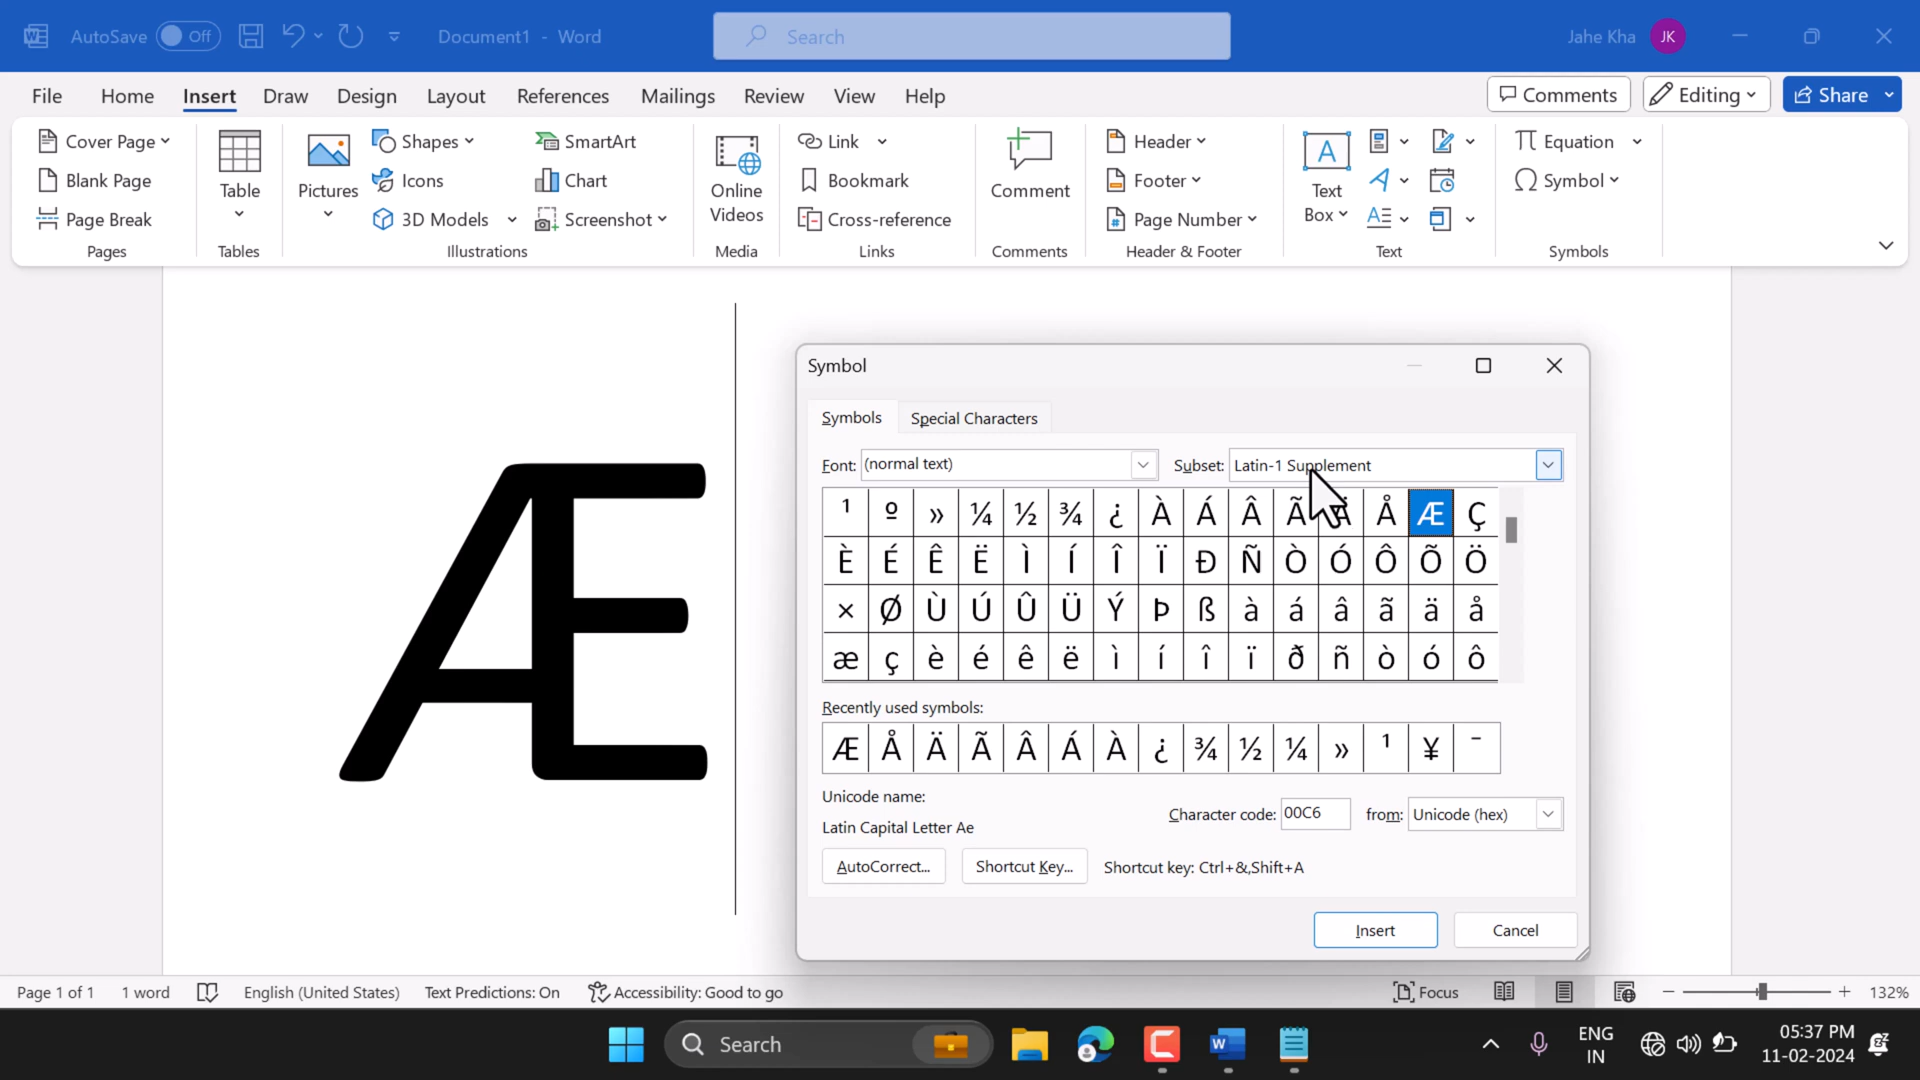 AutoSave Off Document1 - Word Search Jahe Kha JK
File Home Insert Draw Design Layout References Mailings Review View Help Comments Editing Share
Cover Page
Blank Page
Page Break
Pages
Table
Tables
Pictures
Shapes
Icons
3D Models
SmartArt
Chart
Screenshot
Illustrations
Online
Videos
Media
Link
Bookmark
Cross-reference
Links
Comment
Comments
Header
Footer
Page Number
Header & Footer
Text
Box
Text
Equation
Symbol
Symbols
Æ
Symbol
Symbols Special Characters
Font: (normal text) Subset: Latin-1 Supplement
¹ º » ¼ ½ ¾ ¿ À Á Â Ã Ä Å Æ Ç
È É Ê Ë Ì Í Î Ï Ð Ñ Ò Ó Ô Õ Ö
× Ø Ù Ú Û Ü Ý Þ ß à á â ã ä å
æ ç è é ê ë ì í î ï ð ñ ò ó ô
Recently used symbols:
Æ Å Ä Ã Â Á À ¿ ¾ ½ ¼ » ¹ ¥ ¯
Unicode name:
Latin Capital Letter Ae
Character code: 00C6 from: Unicode (hex)
AutoCorrect... Shortcut Key... Shortcut key: Ctrl+&,Shift+A
Insert Cancel
Page 1 of 1 1 word English (United States) Text Predictions: On Accessibility: Good to go Focus 132%
Search
ENG
IN
05:37 PM
11-02-2024